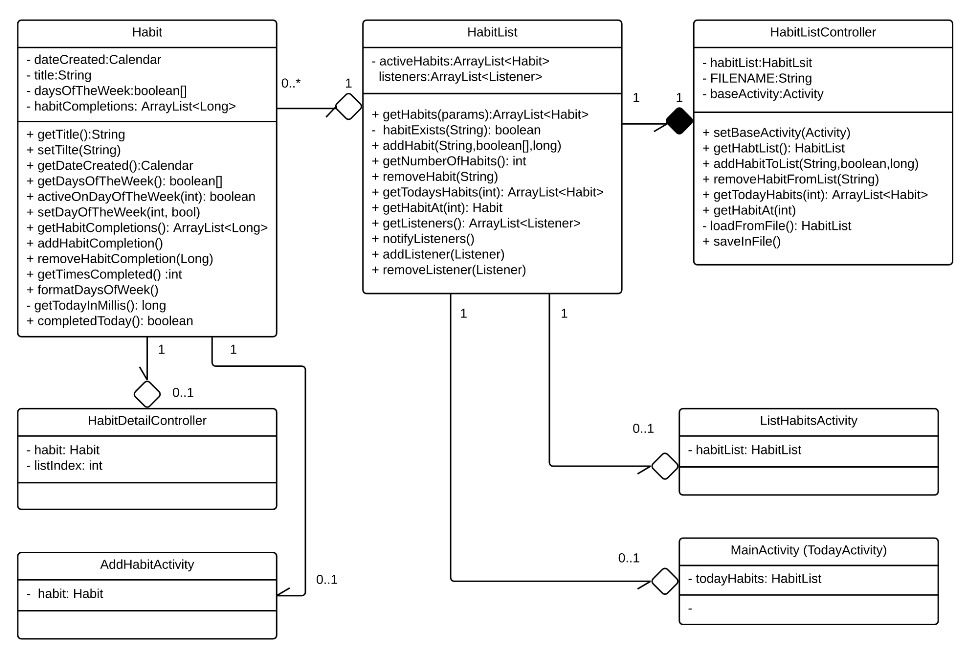 Habit
- dateCreated:Calendar
- title:String
- daysOfTheWeek:boolean[]
- habitCompletions: ArrayList<Long>
+ getTitle():String
+ setTilte(String)
+ getDateCreated():Calendar
+ getDaysOfTheWeek(): boolean[]
+ activeOnDayOfTheWeek(int): boolean
+ setDayOfTheWeek(int, bool)
+ getHabitCompletions(): ArrayList<Long>
+ addHabitCompletion()
+ removeHabitCompletion(Long)
+ getTimesCompleted() :int
+ formatDaysOfWeek()
- getTodayInMillis(): long
+ completedToday(): boolean
0..*
1
HabitList
- activeHabits:ArrayList<Habit>
listeners:ArrayList<Listener>
+ getHabits(params):ArrayList<Habit>
- habitExists(String): boolean
+ addHabit(String,boolean[],long)
+ getNumberOfHabits(): int
+ removeHabit(String)
+ getTodaysHabits(int): ArrayList<Habit>
+ getHabitAt(int): Habit
+ getListeners(): ArrayList<Listener>
+ notifyListeners()
+ addListener(Listener)
+ removeListener(Listener)
1
1
HabitListController
- habitList:HabitLsit
- FILENAME:String
- baseActivity:Activity
+ setBaseActivity(Activity)
+ getHabtList(): HabitList
+ addHabitToList(String,boolean,long)
+ removeHabitFromList(String)
+ getTodayHabits(int): ArrayList<Habit>
+ getHabitAt(int)
- loadFromFile(): HabitList
+ saveInFile()
1
1
1
1
0..1
HabitDetailController
- habit: Habit
- listIndex: int
0..1
ListHabitsActivity
- habitList: HabitList
AddHabitActivity
- habit: Habit
0..1
0..1
MainActivity (TodayActivity)
- todayHabits: HabitList
-